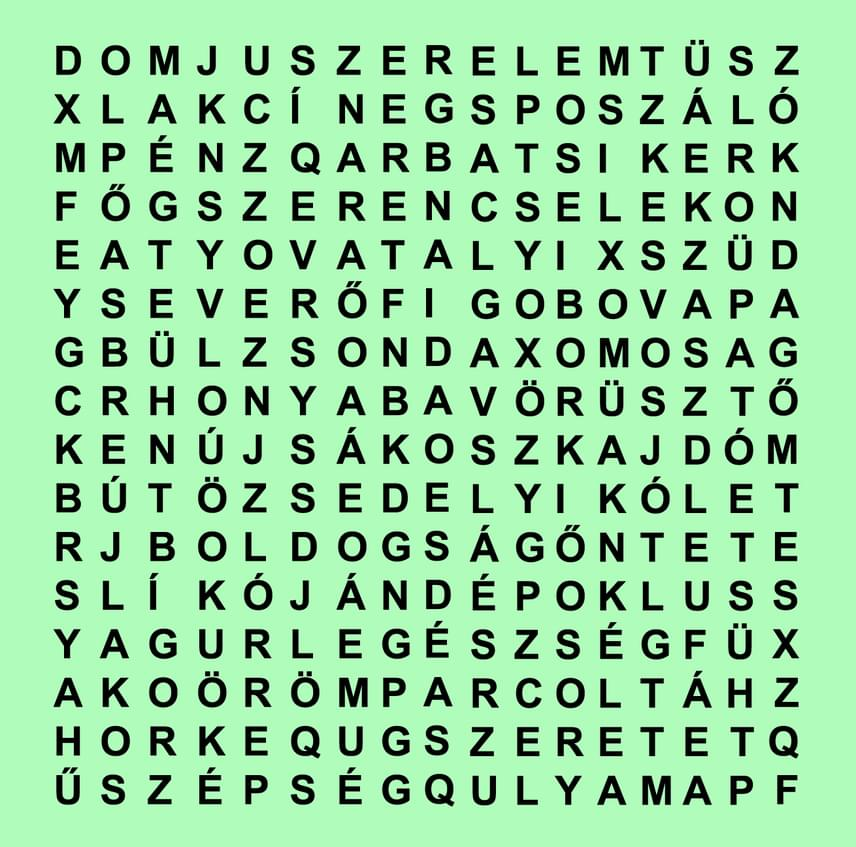 D O M J U S Z E R E L E M T Ü S Z
X L A K C Í N E G S P O S Z Á L Ó
M P É N Z Q A R B A T S I K E R K
F Ő G S Z E R E N C S E L E K O N
E A T Y O V A T A L Y I X S Z Ü D
Y S E V E R Ő F I G O B O V A P A
G B Ü L Z S O N D A X O M O S A G
C R H O N Y A B A V Ö R Ü S Z T Ő
K E N Ú J S Á K O S Z K A J D Ó M
B Ú T Ö Z S E D E L Y I K Ó L E T
R J B O L D O G S Á G Ő N T E T E
S L Í K Ó J Á N D É P O K L U S S
Y A G U R L E G É S Z S É G F Ü X
A K O Ö R Ö M P A R C O L T Á H Z
H O R K E Q U G S Z E R E T E T Q
Ű S Z É P S É G Q U L Y A M A P F